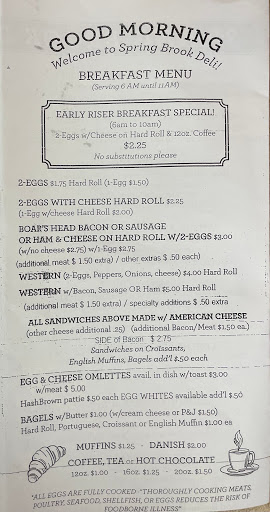 GOOD MORNING
Welcome to Spring Brook Deli!
BREAKFAST MENU
(Serving 6 AM until 11AM)
EARLY RISER BREAKFAST SPECIAL!
(6am to 10am)
2-Eggs w/Cheese on Hard Roll & 12oz. Coffee
$2.25
No substitutions please
2-EGGS $1.75 Hard Roll (1-Egg $1.50)
2-EGGS WITH CHEESE HARD ROLL $2.25
(1-Egg w/cheese Hard Roll $2.00)
BOAR'S HEAD BACON OR SAUSAGE
OR HAM & CHEESE ON HARD ROLL W/2-EGGS $3.00
(w/no cheese $2.75) w/1-Egg $2.75
(additional meat $ 1.50 extra) / other extras $ .50 each)
WESTERN (2-Eggs, Peppers, Onions, cheese) $4.00 Hard Roll
WESTERN w/Bacon, Sausage OR Ham $5.00 Hard Roll
(additional meat $ 1.50 extra) / specialty additions $ .50 extra
ALL SANDWICHES ABOVE MADE w/ AMERICAN CHEESE
(other cheese additional .25) (additional Bacon/Meat $1.50 ea.)
SIDE of Bacon $ 2.75
Sandwiches on Croissants,
English Muffins, Bagels add'l $.50 each
EGG & CHEESE OMLETTES avail. in dish w/toast $3.00
w/meat $ 5.00
HashBrown pattie $.50 each EGG WHITES available add'l $.50
BAGELS w/Butter $1.00 (w/cream cheese or P&J $1.50)
Hard Roll, Portuguese, Croissant or English Muffin $1.00 ea
MUFFINS $1.25 - DANISH $2.00
COFFEE, TEA or HOT CHOCOLATE
12oz. $1.00 - 16oz. $1.25 - 20oz. $1.50
*ALL EGGS ARE FULLY COOKED *THOROUGHLY COOKING MEATS,
POULTRY, SEAFOOD, SHELLFISH, OR EGGS REDUCES THE RISK OF
FOODBORNE ILLNESS*